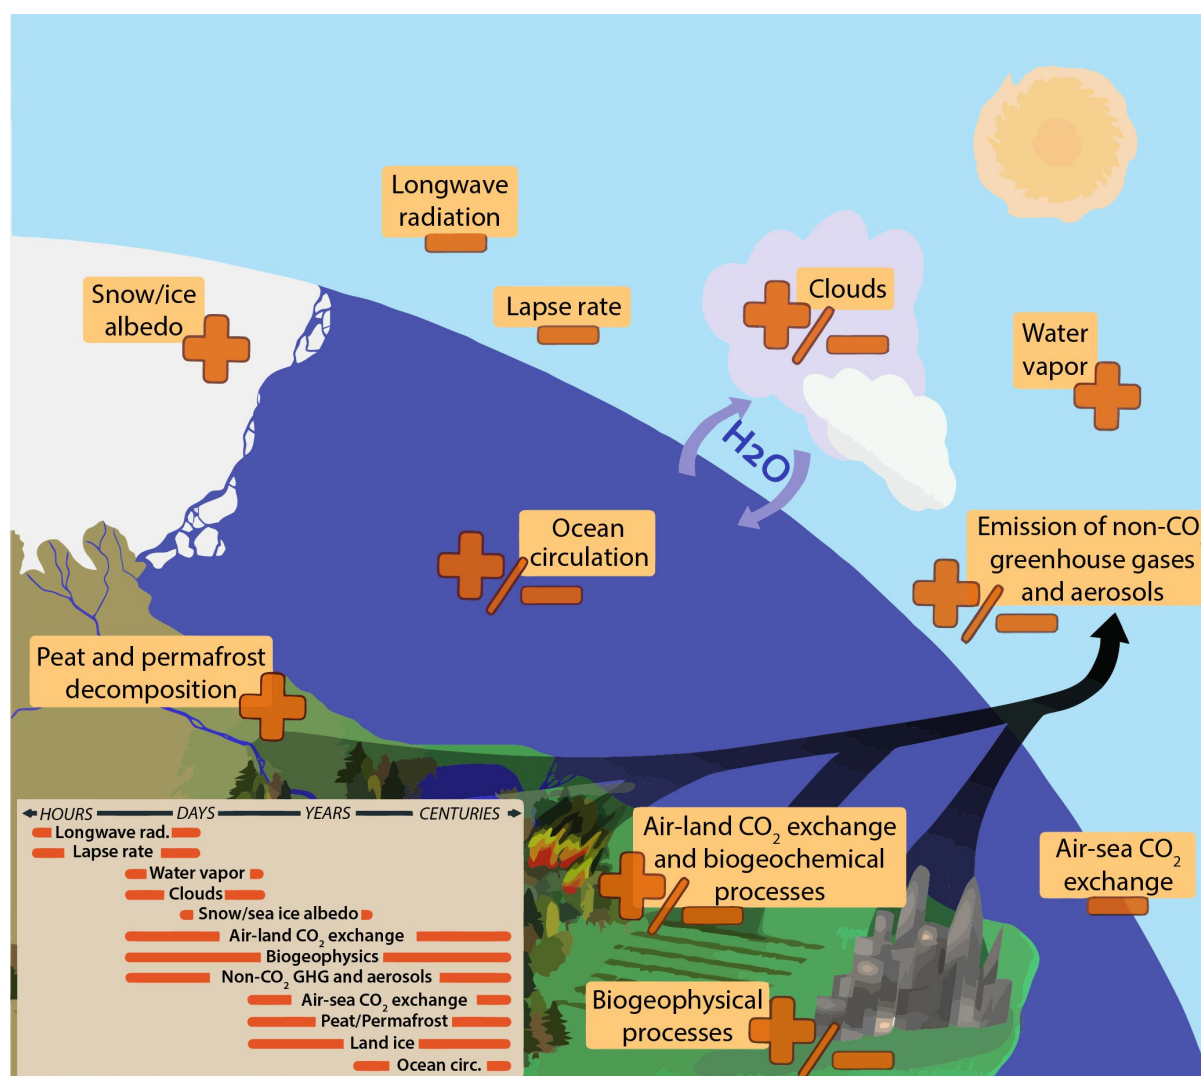 Longwave
radiation
Snow/ice
albedo
Lapse rate
Clouds
Water
vapor
H2O
Ocean
circulation
Emission of non-CO
greenhouse gases
and aerosols
Peat and permafrost
decomposition
Air-land CO₂ exchange
and biogeochemical
processes
Air-sea CO₂
exchange
Biogeophysical
processes
HOURS DAYS YEARS CENTURIES
Longwave rad.
Lapse rate
Water vapor
Clouds
Snow/sea ice albedo
Air-land CO₂ exchange
Biogeophysics
Non-CO₂ GHG and aerosols
Air-sea CO₂ exchange
Peat/Permafrost
Land ice
Ocean circ.